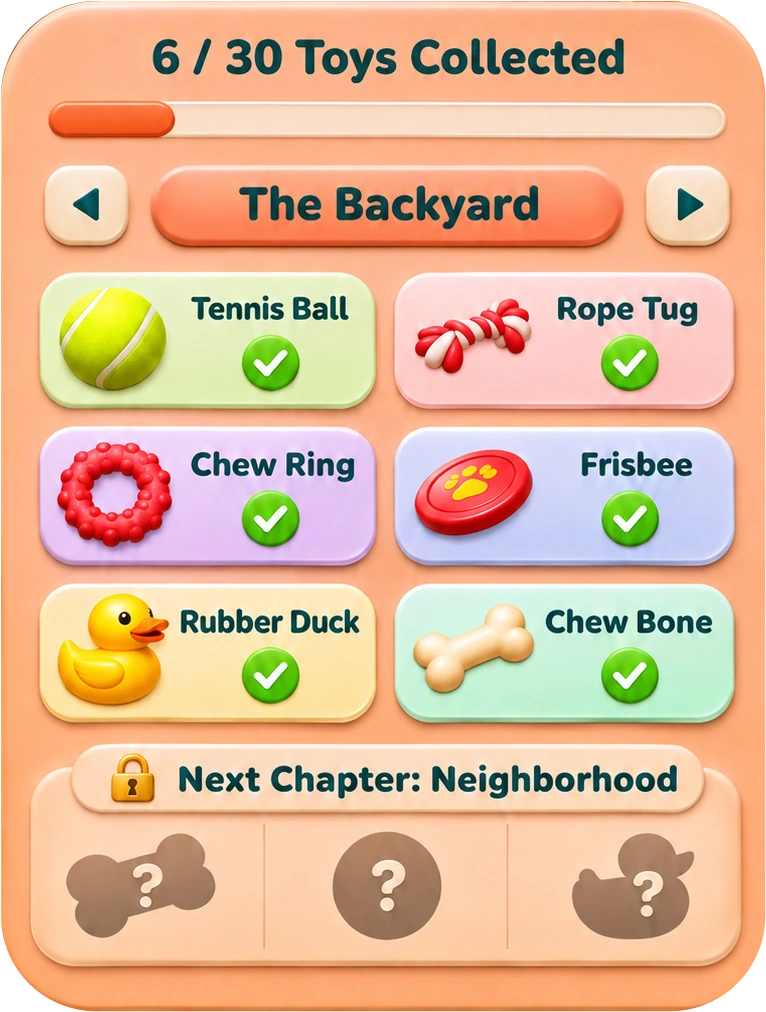 6 / 30 Toys Collected
The Backyard
Tennis Ball
Rope Tug
Chew Ring
Frisbee
Rubber Duck
Chew Bone
Next Chapter: Neighborhood
? ? ?